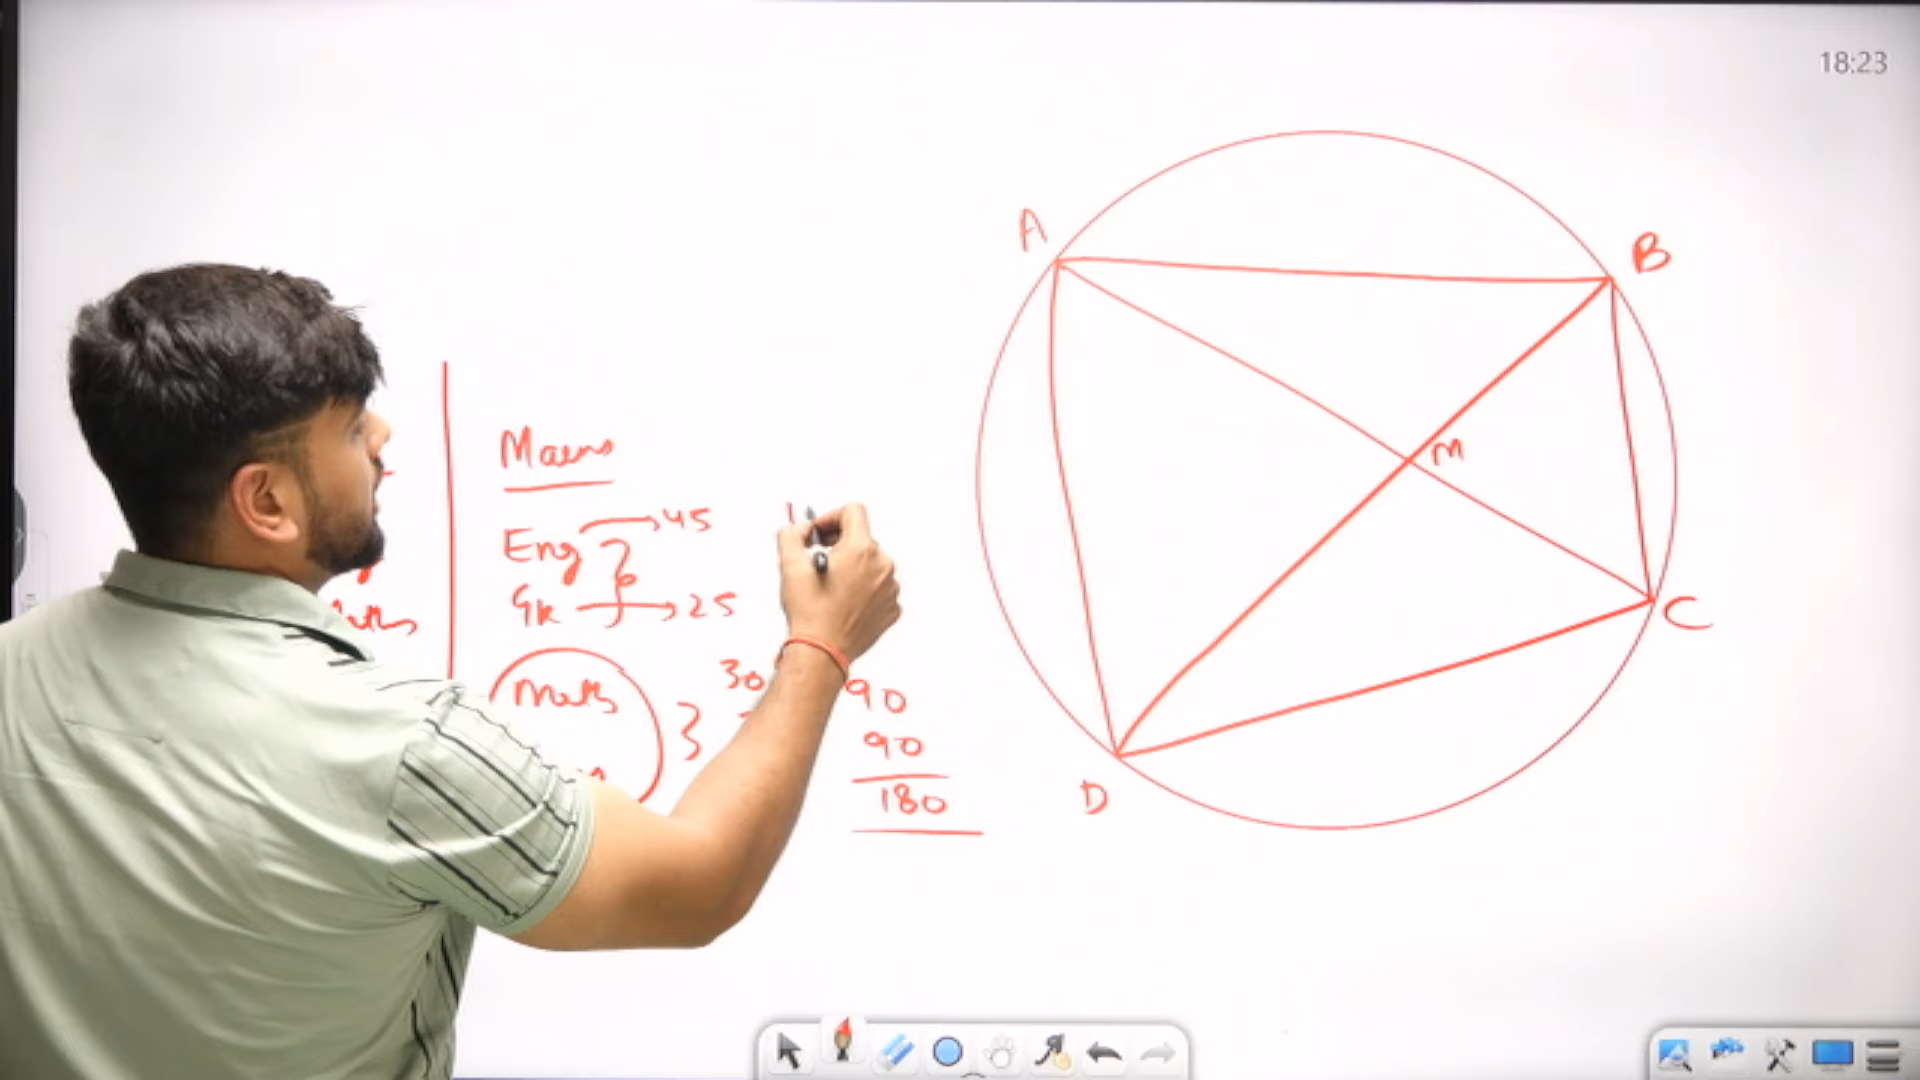 18:23
A
B
M
C
D
Mains
Eng → 45
Gk → 25
Maths
30
90
90
180